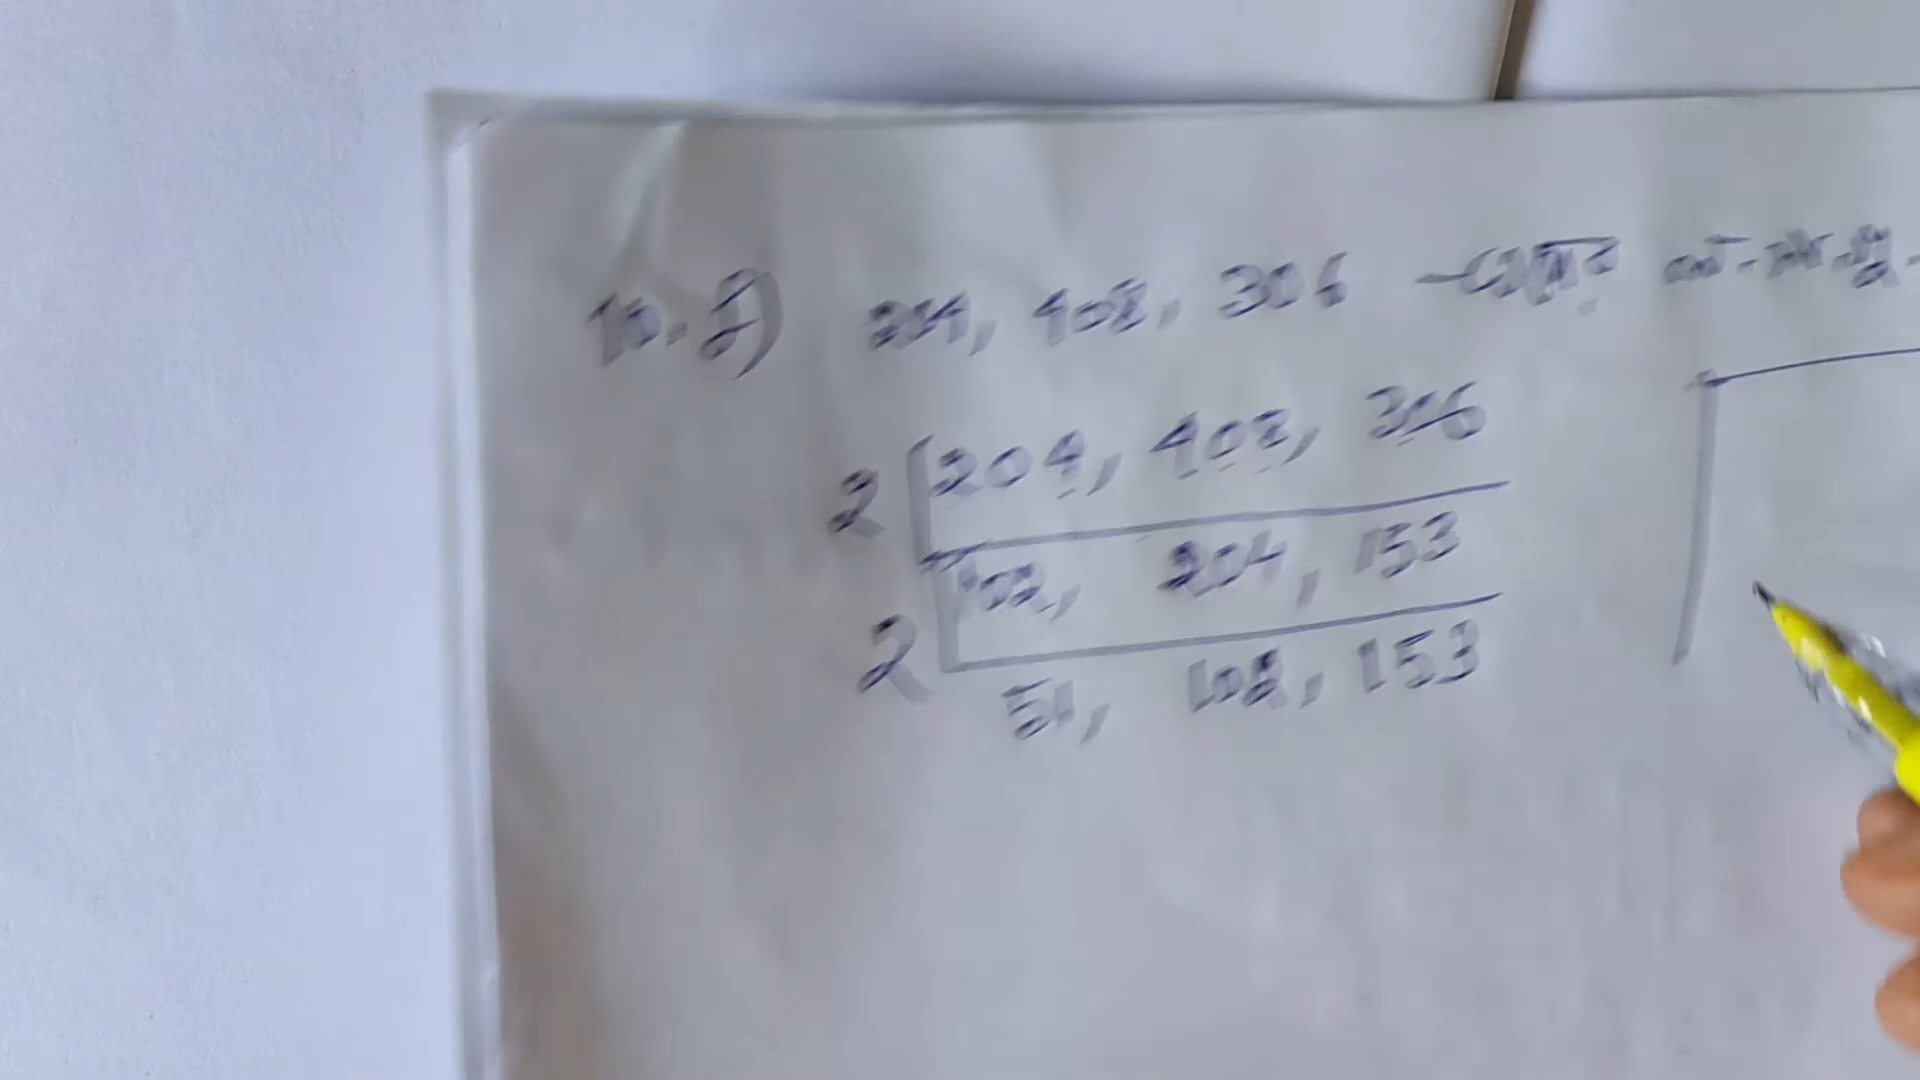 10. 2) 204, 408, 306
2 204, 408, 306
2 102, 204, 153
51, 102, 153